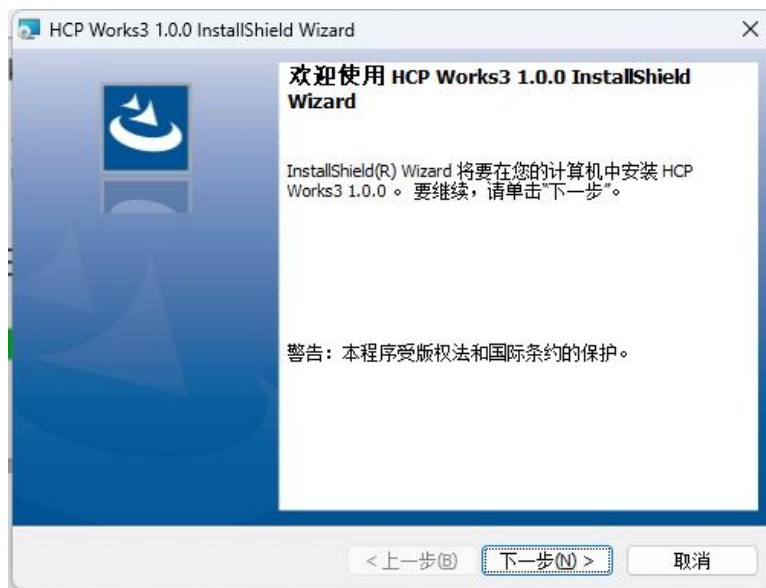 HCP Works3 1.0.0 InstallShield Wizard
欢迎使用 HCP Works3 1.0.0 InstallShield
Wizard
InstallShield(R) Wizard 将要在您的计算机中安装 HCP
Works3 1.0.0 。 要继续，请单击“下一步”。
警告：本程序受版权法和国际条约的保护。
<上一步(B) 下一步(N) > 取消